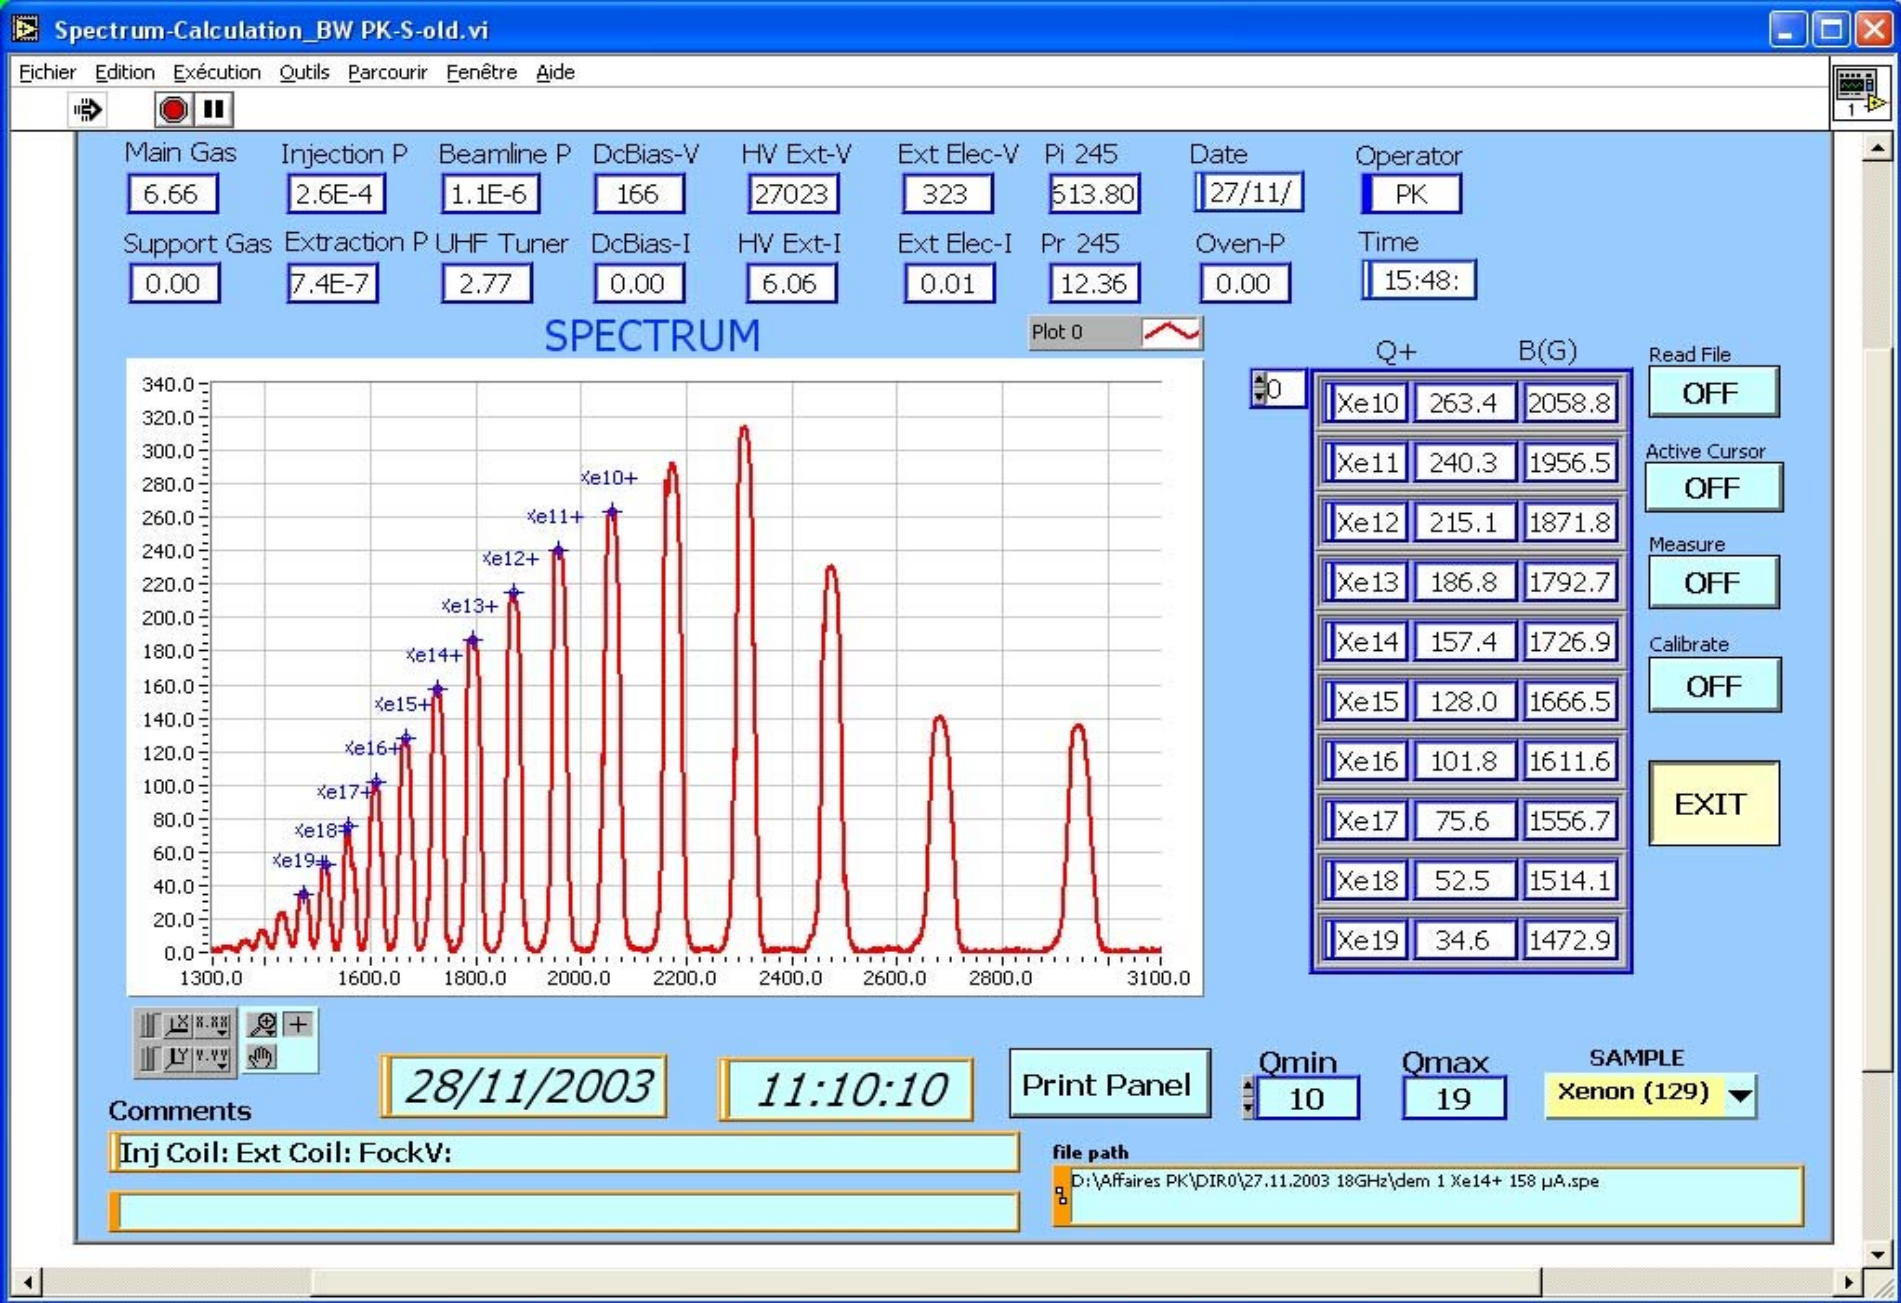 Spectrum-Calculation_BW PK-S-old.vi
Fichier Edition Exécution Outils Parcourir Fenêtre Aide
1
Main Gas Injection P Beamline P DcBias-V HV Ext-V Ext Elec-V Pi 245 Date Operator
6.66 2.6E-4 1.1E-6 166 27023 323 513.80 27/11/ PK
Support Gas Extraction P UHF Tuner DcBias-I HV Ext-I Ext Elec-I Pr 245 Oven-P Time
0.00 7.4E-7 2.77 0.00 6.06 0.01 12.36 0.00 15:48:
SPECTRUM
Plot 0
340.0
320.0
300.0
280.0
260.0
240.0
220.0
200.0
180.0
160.0
140.0
120.0
100.0
80.0
60.0
40.0
20.0
0.0
Xe10+
Xe11+
Xe12+
Xe13+
Xe14+
Xe15+
Xe16+
Xe17+
Xe18+
Xe19+
1300.0 1600.0 1800.0 2000.0 2200.0 2400.0 2600.0 2800.0 3100.0
Q+ B(G)
0
Xe10 263.4 2058.8
Xe11 240.3 1956.5
Xe12 215.1 1871.8
Xe13 186.8 1792.7
Xe14 157.4 1726.9
Xe15 128.0 1666.5
Xe16 101.8 1611.6
Xe17 75.6 1556.7
Xe18 52.5 1514.1
Xe19 34.6 1472.9
Read File
OFF
Active Cursor
OFF
Measure
OFF
Calibrate
OFF
EXIT
X X.XX
Y Y.YY
28/11/2003
11:10:10
Print Panel
Qmin Qmax SAMPLE
10 19 Xenon (129)
Comments
Inj Coil: Ext Coil: FockV:
file path
D:\Affaires PK\DIR0\27.11.2003 18GHz\dem 1 Xe14+ 158 µA.spe